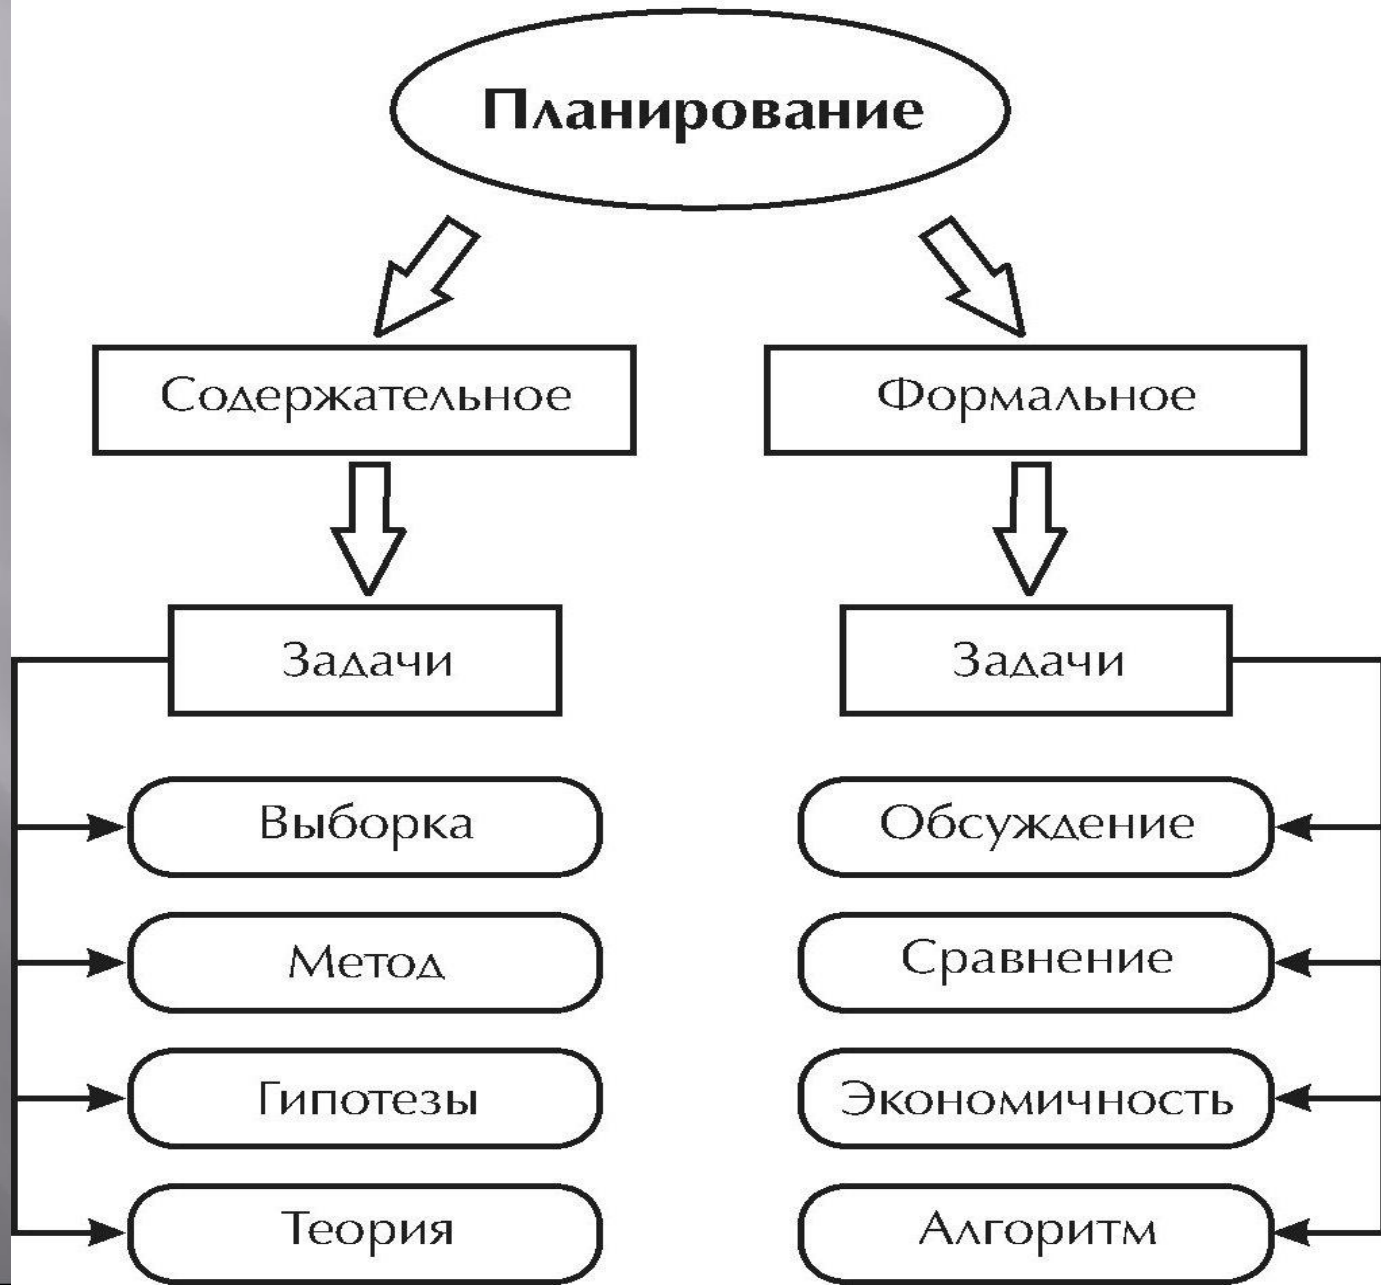 Планирование
Содержательное
Формальное
Задачи
Задачи
Выборка
Обсуждение
Метод
Сравнение
Гипотезы
Экономичность
Теория
Алгоритм